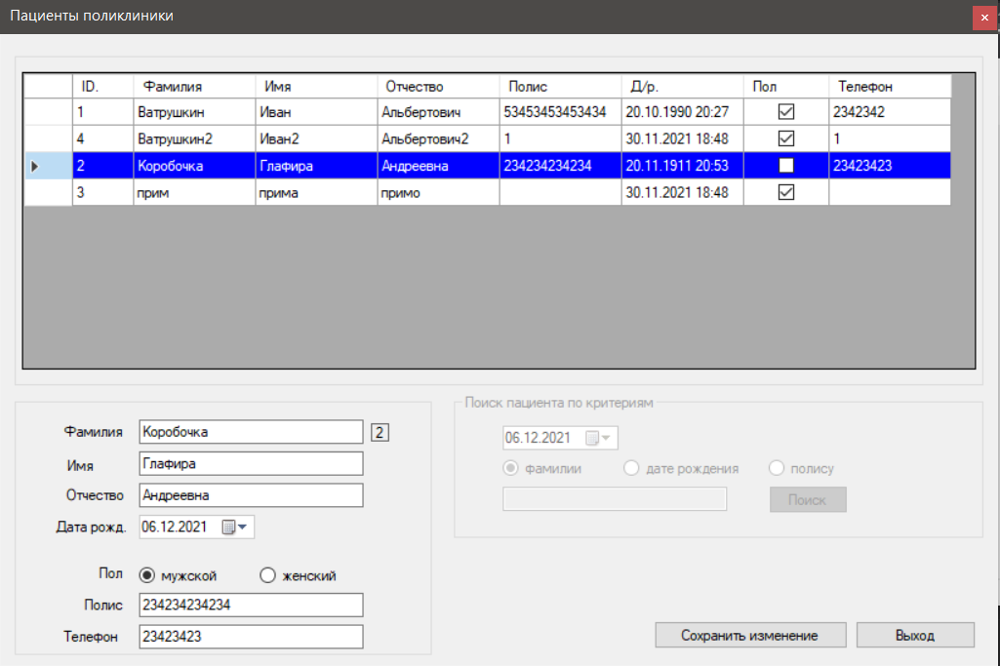 Пациенты поликлиники
ID. Фамилия Имя Отчество Полис Д/р. Пол Телефон
1 Ватрушкин Иван Альбертович 53453453453434 20.10.1990 20:27 2342342
4 Ватрушкин2 Иван2 Альбертович2 1 30.11.2021 18:48 1
2 Коробочка Глафира Андреевна 234234234234 20.11.1911 20:53 23423423
3 прим прима примо 30.11.2021 18:48
Фамилия Коробочка 2
Имя Глафира
Отчество Андреевна
Дата рожд. 06.12.2021
Пол мужской женский
Полис 234234234234
Телефон 23423423
Поиск пациента по критериям
06.12.2021
фамилии дате рождения полису
Поиск
Сохранить изменение Выход